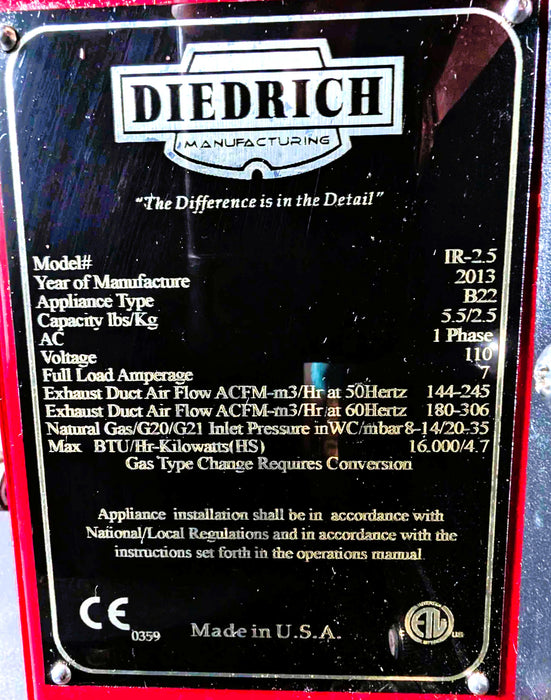 DIEDRICH
MANUFACTURING
"The Difference is in the Detail"
Model# IR-2.5
Year of Manufacture 2013
Appliance Type B22
Capacity lbs/Kg 5.5/2.5
AC 1 Phase
Voltage 110
Full Load Amperage 7
Exhaust Duct Air Flow ACFM-m3/Hr at 50Hertz 144-245
Exhaust Duct Air Flow ACFM-m3/Hr at 60Hertz 180-306
Natural Gas/G20/G21 Inlet Pressure inWC/mbar 8-14/20-35
Max BTU/Hr-Kilowatts(HS) 16.000/4.7
Gas Type Change Requires Conversion
Appliance installation shall be in accordance with
National/Local Regulations and in accordance with the
instructions set forth in the operations manual
CE 0359 Made in U.S.A. ETL US